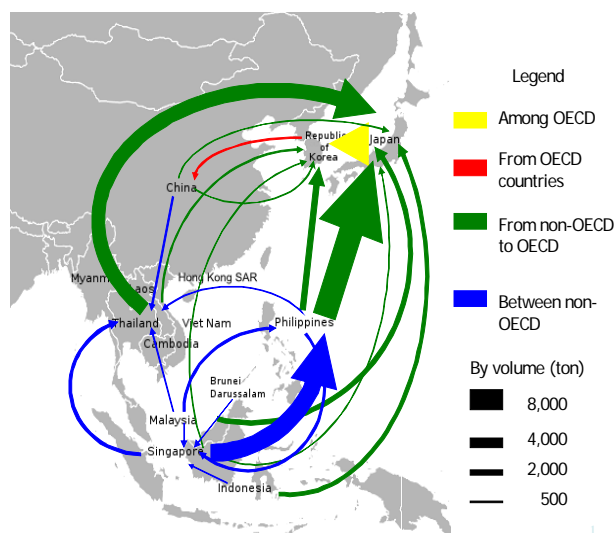 Legend
Among OECD
From OECD
countries
From non-OECD
to OECD
Between non-
OECD
By volume (ton)
8,000
4,000
2,000
500
Republic
of
Korea
Japan
China
Hong Kong SAR
Myanm
Laos
Thailand
Viet Nam
Cambodia
Philippines
Brunei
Darussalam
Malaysia
Singapore
Indonesia